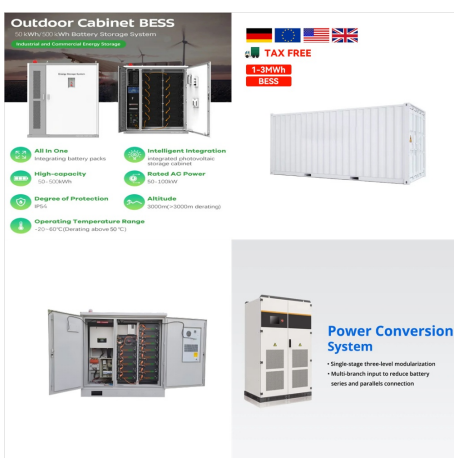 Outdoor Cabinet BESS
50 kWh/500 kWh Battery Storage System
Industrial and Commercial Energy Storage
Energy Storage System
All in One
integrating battery packs
Intelligent Integration
integrated photovoltaic
storage cabinet
High-capacity
50-500kWh
Rated AC Power
50-100kW
Degree of Protection
IP54
Altitude
3000m(>3000m derating)
Operating Temperature Range
-20~60℃(Derating above 50 ℃)
TAX FREE
1-3MWh
BESS
Power Conversion
System
• Single-stage three-level modularization
• Multi-branch input to reduce battery
series and parallels connection